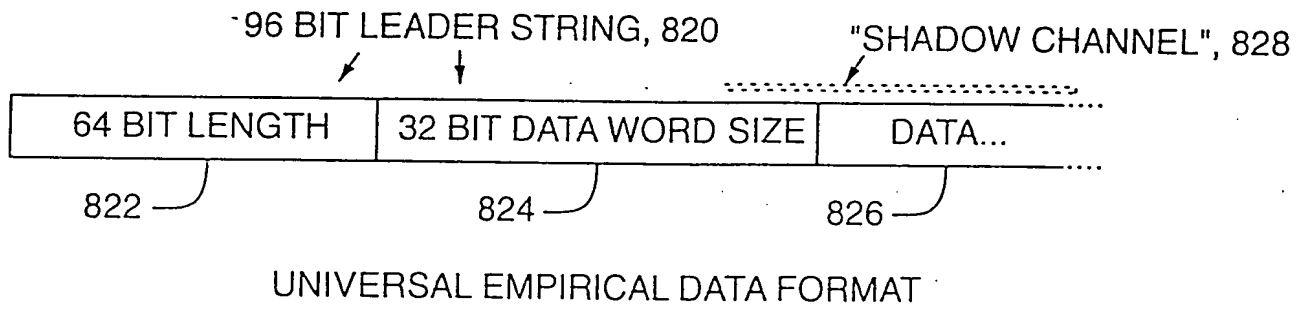 96 BIT LEADER STRING, 820
"SHADOW CHANNEL", 828
64 BIT LENGTH
32 BIT DATA WORD SIZE
DATA...
822
824
826
UNIVERSAL EMPIRICAL DATA FORMAT